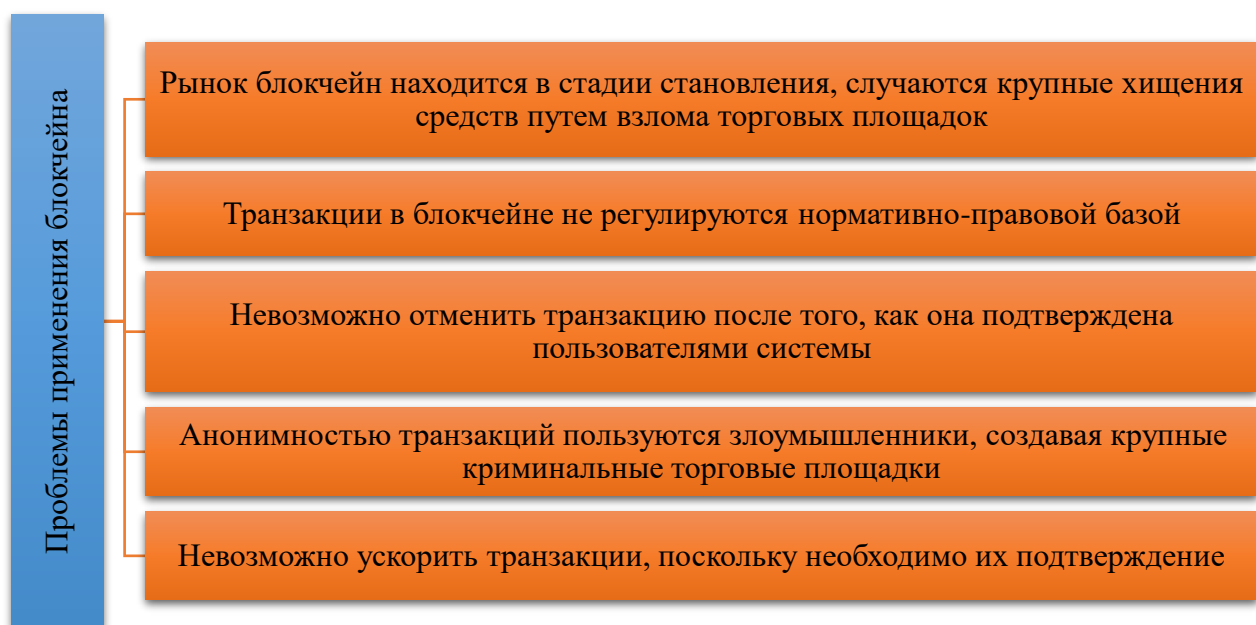 Проблемы применения блокчейна
Рынок блокчейн находится в стадии становления, случаются крупные хищения
средств путем взлома торговых площадок
Транзакции в блокчейне не регулируются нормативно-правовой базой
Невозможно отменить транзакцию после того, как она подтверждена
пользователями системы
Анонимностью транзакций пользуются злоумышленники, создавая крупные
криминальные торговые площадки
Невозможно ускорить транзакции, поскольку необходимо их подтверждение